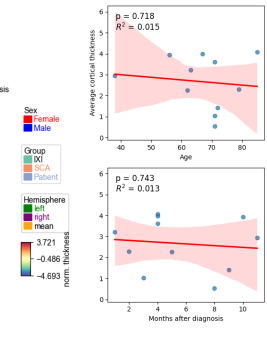 sis
Sex
Female
Male
Group
IXI
SCA
Patient
Hemisphere
left
right
mean
3.721
−0.486
−4.693
norm. thickness
p = 0.718
R² = 0.015
Average cortical thickness
6
5
4
3
2
1
0
40
50
60
70
80
Age
p = 0.743
R² = 0.013
6
5
4
3
2
1
0
2
4
6
8
10
Months after diagnosis